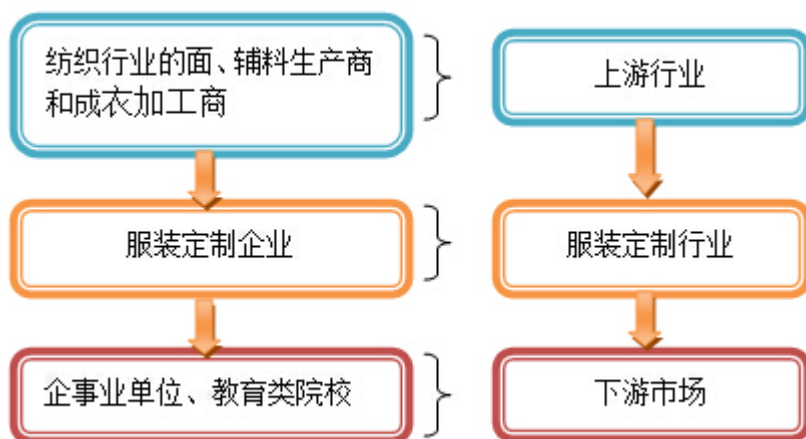 纺织行业的面、辅料生产商
和成衣加工商
上游行业
服装定制企业
服装定制行业
企事业单位、教育类院校
下游市场